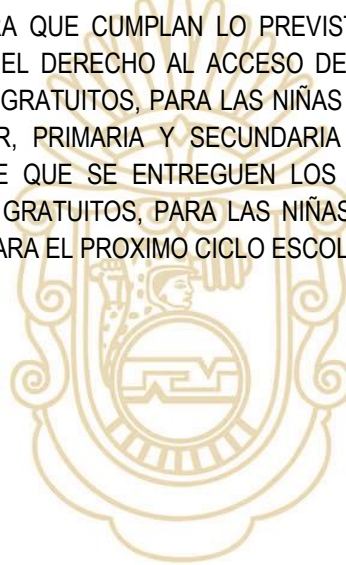 RA QUE CUMPLAN LO PREVIST
EL DERECHO AL ACCESO DE
GRATUITOS, PARA LAS NIÑAS
R, PRIMARIA Y SECUNDARIA
E QUE SE ENTREGUEN LOS
GRATUITOS, PARA LAS NIÑAS
ARA EL PROXIMO CICLO ESCOL